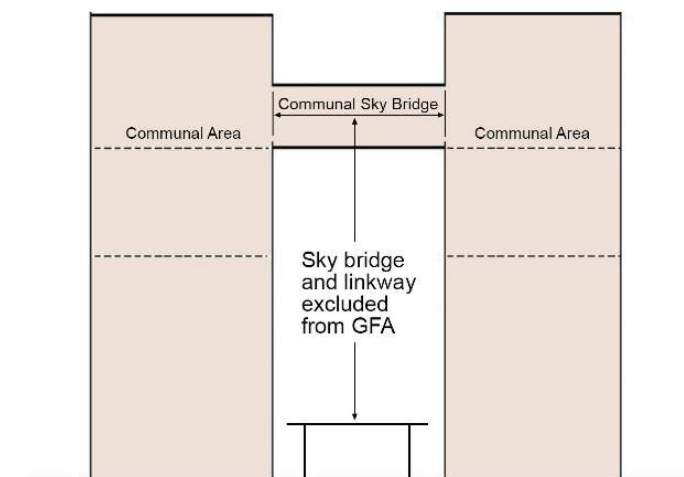 Communal Sky Bridge
Communal Area
Communal Area
Sky bridge
and linkway
excluded
from GFA